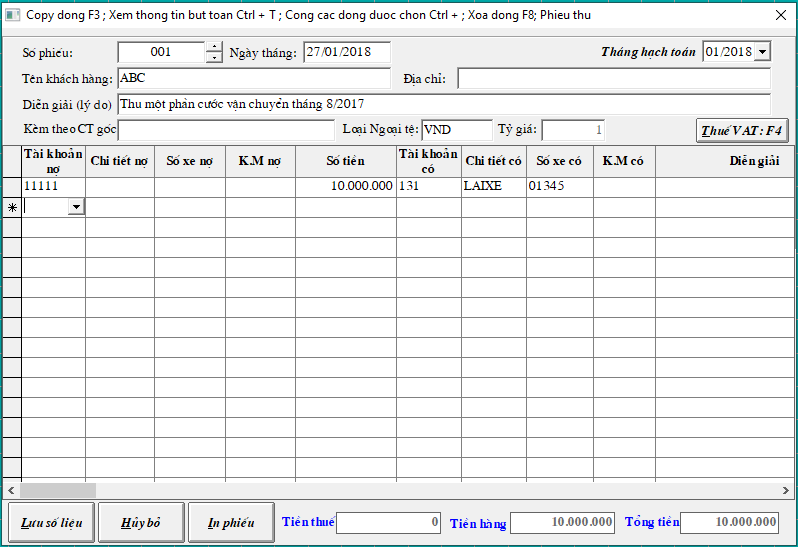 Copy dong F3 ; Xem thong tin but toan Ctrl + T ; Cong cac dong duoc chon Ctrl + ; Xoa dong F8; Phieu thu
Số phiếu: 001 Ngày tháng: 27/01/2018 Tháng hạch toán 01/2018
Tên khách hàng: ABC Địa chỉ:
Diễn giải (lý do) Thu một phần cước vận chuyển tháng 8/2017
Kèm theo CT gốc Loại Ngoại tệ: VND Tỷ giá: 1 Thuế VAT : F4
Tài khoản nợ Chi tiết nợ Số xe nợ K.M nợ Số tiền Tài khoản có Chi tiết có Số xe có K.M có Diễn giải
11111 10.000.000 131 LAIXE 01345
Lưu số liệu Hủy bỏ In phiếu Tiền thuế 0 Tiền hàng 10.000.000 Tổng tiền 10.000.000